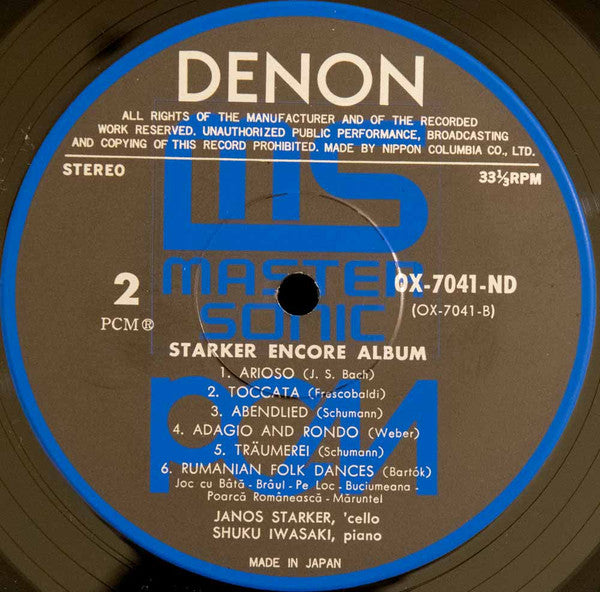 DENON
ALL RIGHTS OF THE MANUFACTURER AND OF THE RECORDED
WORK RESERVED. UNAUTHORIZED PUBLIC PERFORMANCE, BROADCASTING
AND COPYING OF THIS RECORD PROHIBITED. MADE BY NIPPON COLUMBIA CO., LTD.
STEREO
33⅓RPM
MS
MASTER
SONIC
PCM
2
PCM®
OX-7041-ND
(OX-7041-B)
STARKER ENCORE ALBUM
1. ARIOSO (J. S. Bach)
2. TOCCATA (Frescobaldi)
3. ABENDLIED (Schumann)
4. ADAGIO AND RONDO (Weber)
5. TRÄUMEREI (Schumann)
6. RUMANIAN FOLK DANCES (Bartók)
Joc cu Bâtă - Brâul - Pe Loc - Buciumeana -
Poarcă Românească - Măruntel
JANOS STARKER, 'cello
SHUKU IWASAKI, piano
MADE IN JAPAN